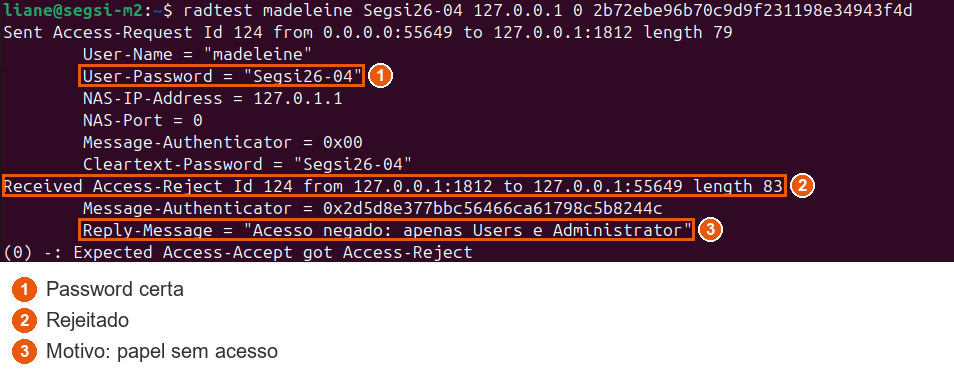 liane@segsi-m2:~$ radtest madeleine Segsi26-04 127.0.0.1 0 2b72ebe96b70c9d9f231198e34943f4d
Sent Access-Request Id 124 from 0.0.0.0:55649 to 127.0.0.1:1812 length 79
User-Name = "madeleine"
User-Password = "Segsi26-04" 1
NAS-IP-Address = 127.0.1.1
NAS-Port = 0
Message-Authenticator = 0x00
Cleartext-Password = "Segsi26-04"
Received Access-Reject Id 124 from 127.0.0.1:1812 to 127.0.0.1:55649 length 83 2
Message-Authenticator = 0x2d5d8e377bbc56466ca61798c5b8244c
Reply-Message = "Acesso negado: apenas Users e Administrator" 3
(0) -: Expected Access-Accept got Access-Reject
1 Password certa
2 Rejeitado
3 Motivo: papel sem acesso